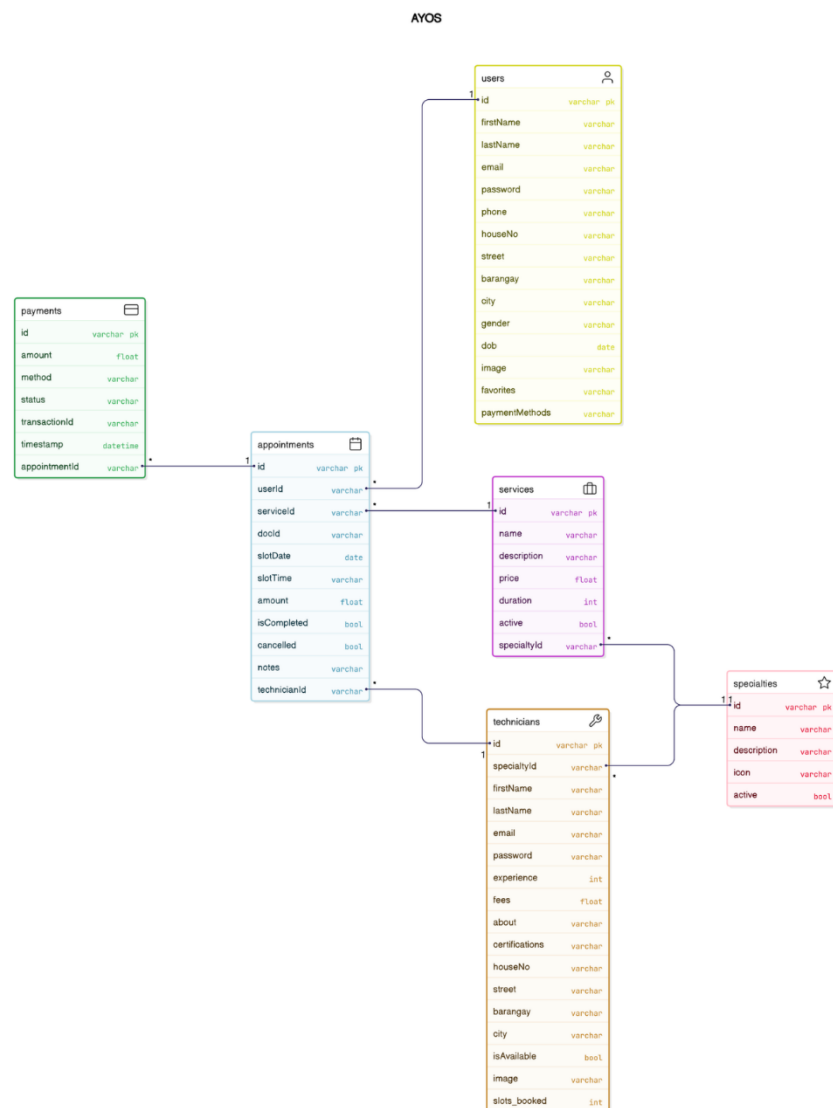 AYOS
users
1
id varchar pk
firstName varchar
lastName varchar
email varchar
password varchar
phone varchar
houseNo varchar
street varchar
barangay varchar
city varchar
gender varchar
dob date
image varchar
favorites varchar
paymentMethods varchar
payments
id varchar pk
amount float
method varchar
status varchar
transactionId varchar
timestamp datetime
appointmentId varchar
*
appointments
1
id varchar pk
userId varchar
*
serviceId varchar
*
docId varchar
slotDate date
slotTime varchar
amount float
isCompleted bool
cancelled bool
notes varchar
technicianId varchar
*
services
1
id varchar pk
name varchar
description varchar
price float
duration int
active bool
specialtyId varchar
*
specialties
1 1
id varchar pk
name varchar
description varchar
icon varchar
active bool
technicians
id varchar pk
1
specialtyId varchar
*
firstName varchar
lastName varchar
email varchar
password varchar
experience int
fees float
about varchar
certifications varchar
houseNo varchar
street varchar
barangay varchar
city varchar
isAvailable bool
image varchar
slots_booked int